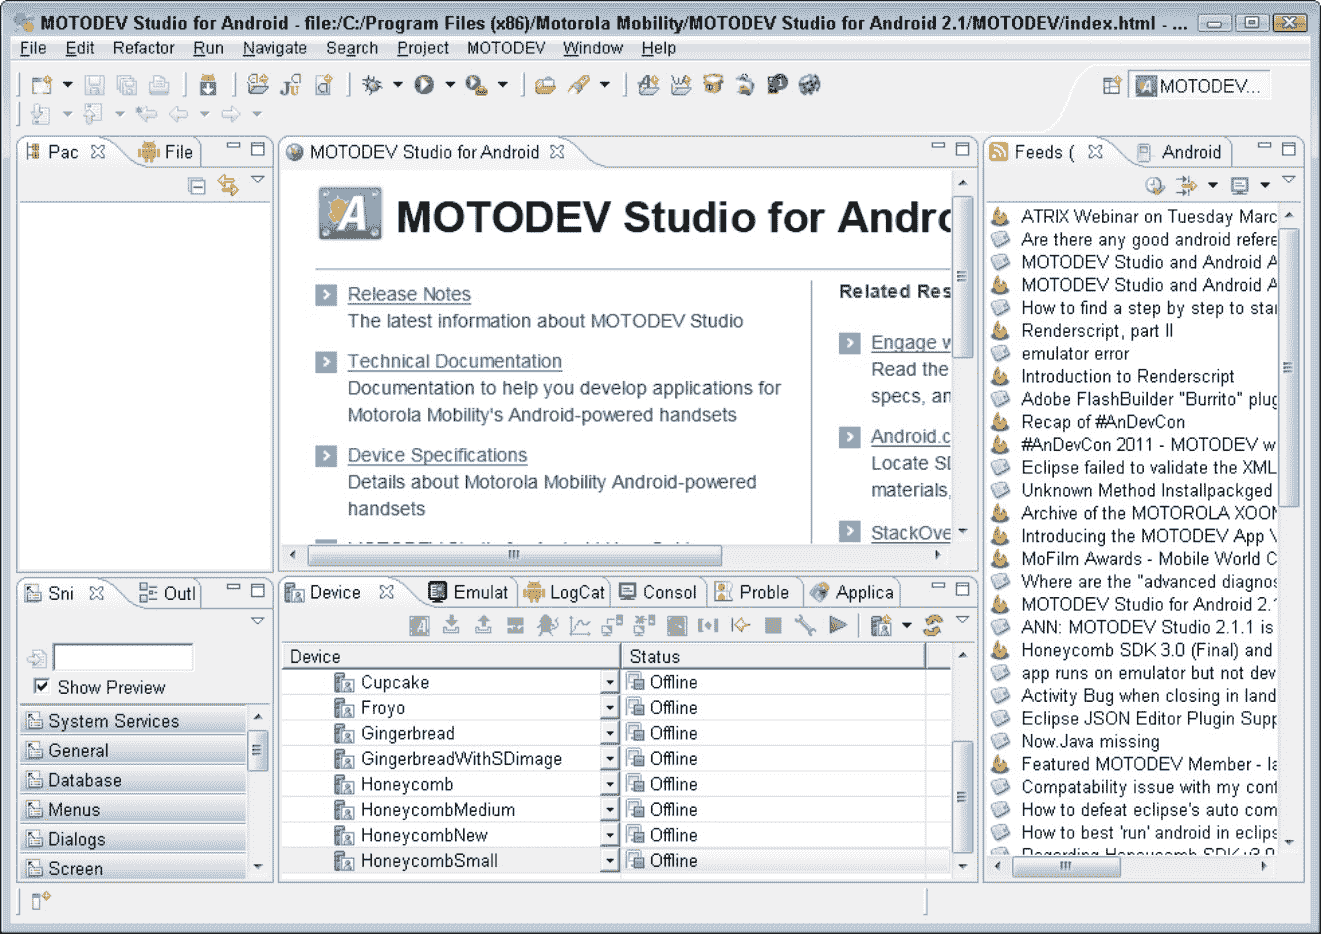 MOTODEV Studio for Android - file:/C:/Program Files (x86)/Motorola Mobility/MOTODEV Studio for Android 2.1/MOTODEV/index.html - ...
File Edit Refactor Run Navigate Search Project MOTODEV Window Help
MOTODEV...
Pac
File
MOTODEV Studio for Android
MOTODEV Studio for Andro
Release Notes
The latest information about MOTODEV Studio
Technical Documentation
Documentation to help you develop applications for
Motorola Mobility's Android-powered handsets
Device Specifications
Details about Motorola Mobility Android-powered
handsets
Related Res
Engage w
Read the
specs, an
Android.c
Locate SD
materials,
StackOve
Feeds (
Android
ATRIX Webinar on Tuesday Marc
Are there any good android refere
MOTODEV Studio and Android A
MOTODEV Studio and Android A
How to find a step by step to star
Renderscript, part II
emulator error
Introduction to Renderscript
Adobe FlashBuilder "Burrito" plug
Recap of #AnDevCon
#AnDevCon 2011 - MOTODEV w
Eclipse failed to validate the XML
Unknown Method Installpackged
Archive of the MOTOROLA XOOM
Introducing the MOTODEV App V
MoFilm Awards - Mobile World C
Where are the "advanced diagnos
MOTODEV Studio for Android 2.1
ANN: MOTODEV Studio 2.1.1 is
Honeycomb SDK 3.0 (Final) and
app runs on emulator but not dev
Activity Bug when closing in land
Eclipse JSON Editor Plugin Supp
Now.Java missing
Featured MOTODEV Member - Ia
Compatability issue with my cont
How to defeat eclipse's auto com
How to best 'run' android in eclips
Regarding Honeycomb SDK v3.0
Sni
Outl
Show Preview
System Services
General
Database
Menus
Dialogs
Screen
Device
Emulat
LogCat
Consol
Proble
Applica
Device Status
Cupcake Offline
Froyo Offline
Gingerbread Offline
GingerbreadWithSDimage Offline
Honeycomb Offline
HoneycombMedium Offline
HoneycombNew Offline
HoneycombSmall Offline